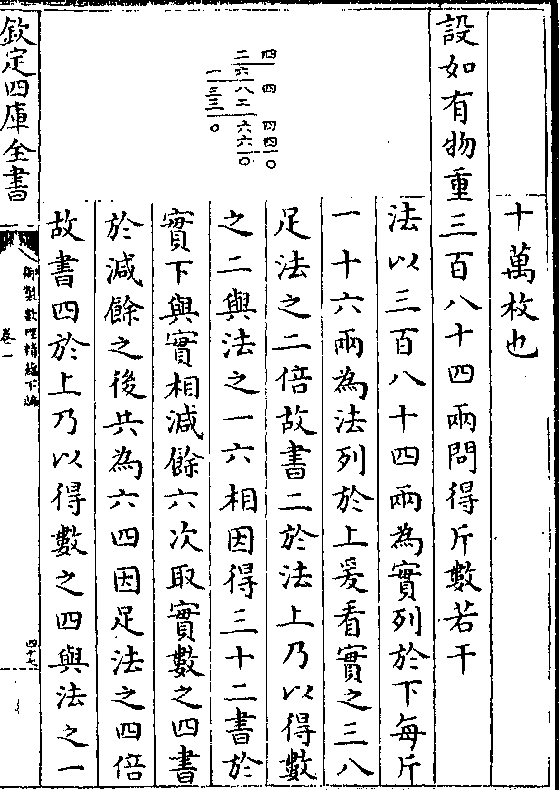 十萬枚也
設如有物重三百八十四兩問得斤數若干
法以三百八十四兩為實列於下每斤
一十六兩為法列於上爰看實之三八
足法之二倍故書二於法上乃以得數
之二與法之一六相因得三十二書於
實下與實相減餘六次取實數之四書
於減餘之後共為六四因足法之四倍
故書四於上乃以得數之四與法之一
二四
一六
三八四
三二
〇六四
六四
〇〇
欽定四庫全書
御製數理精蘊下編
卷一
四十七